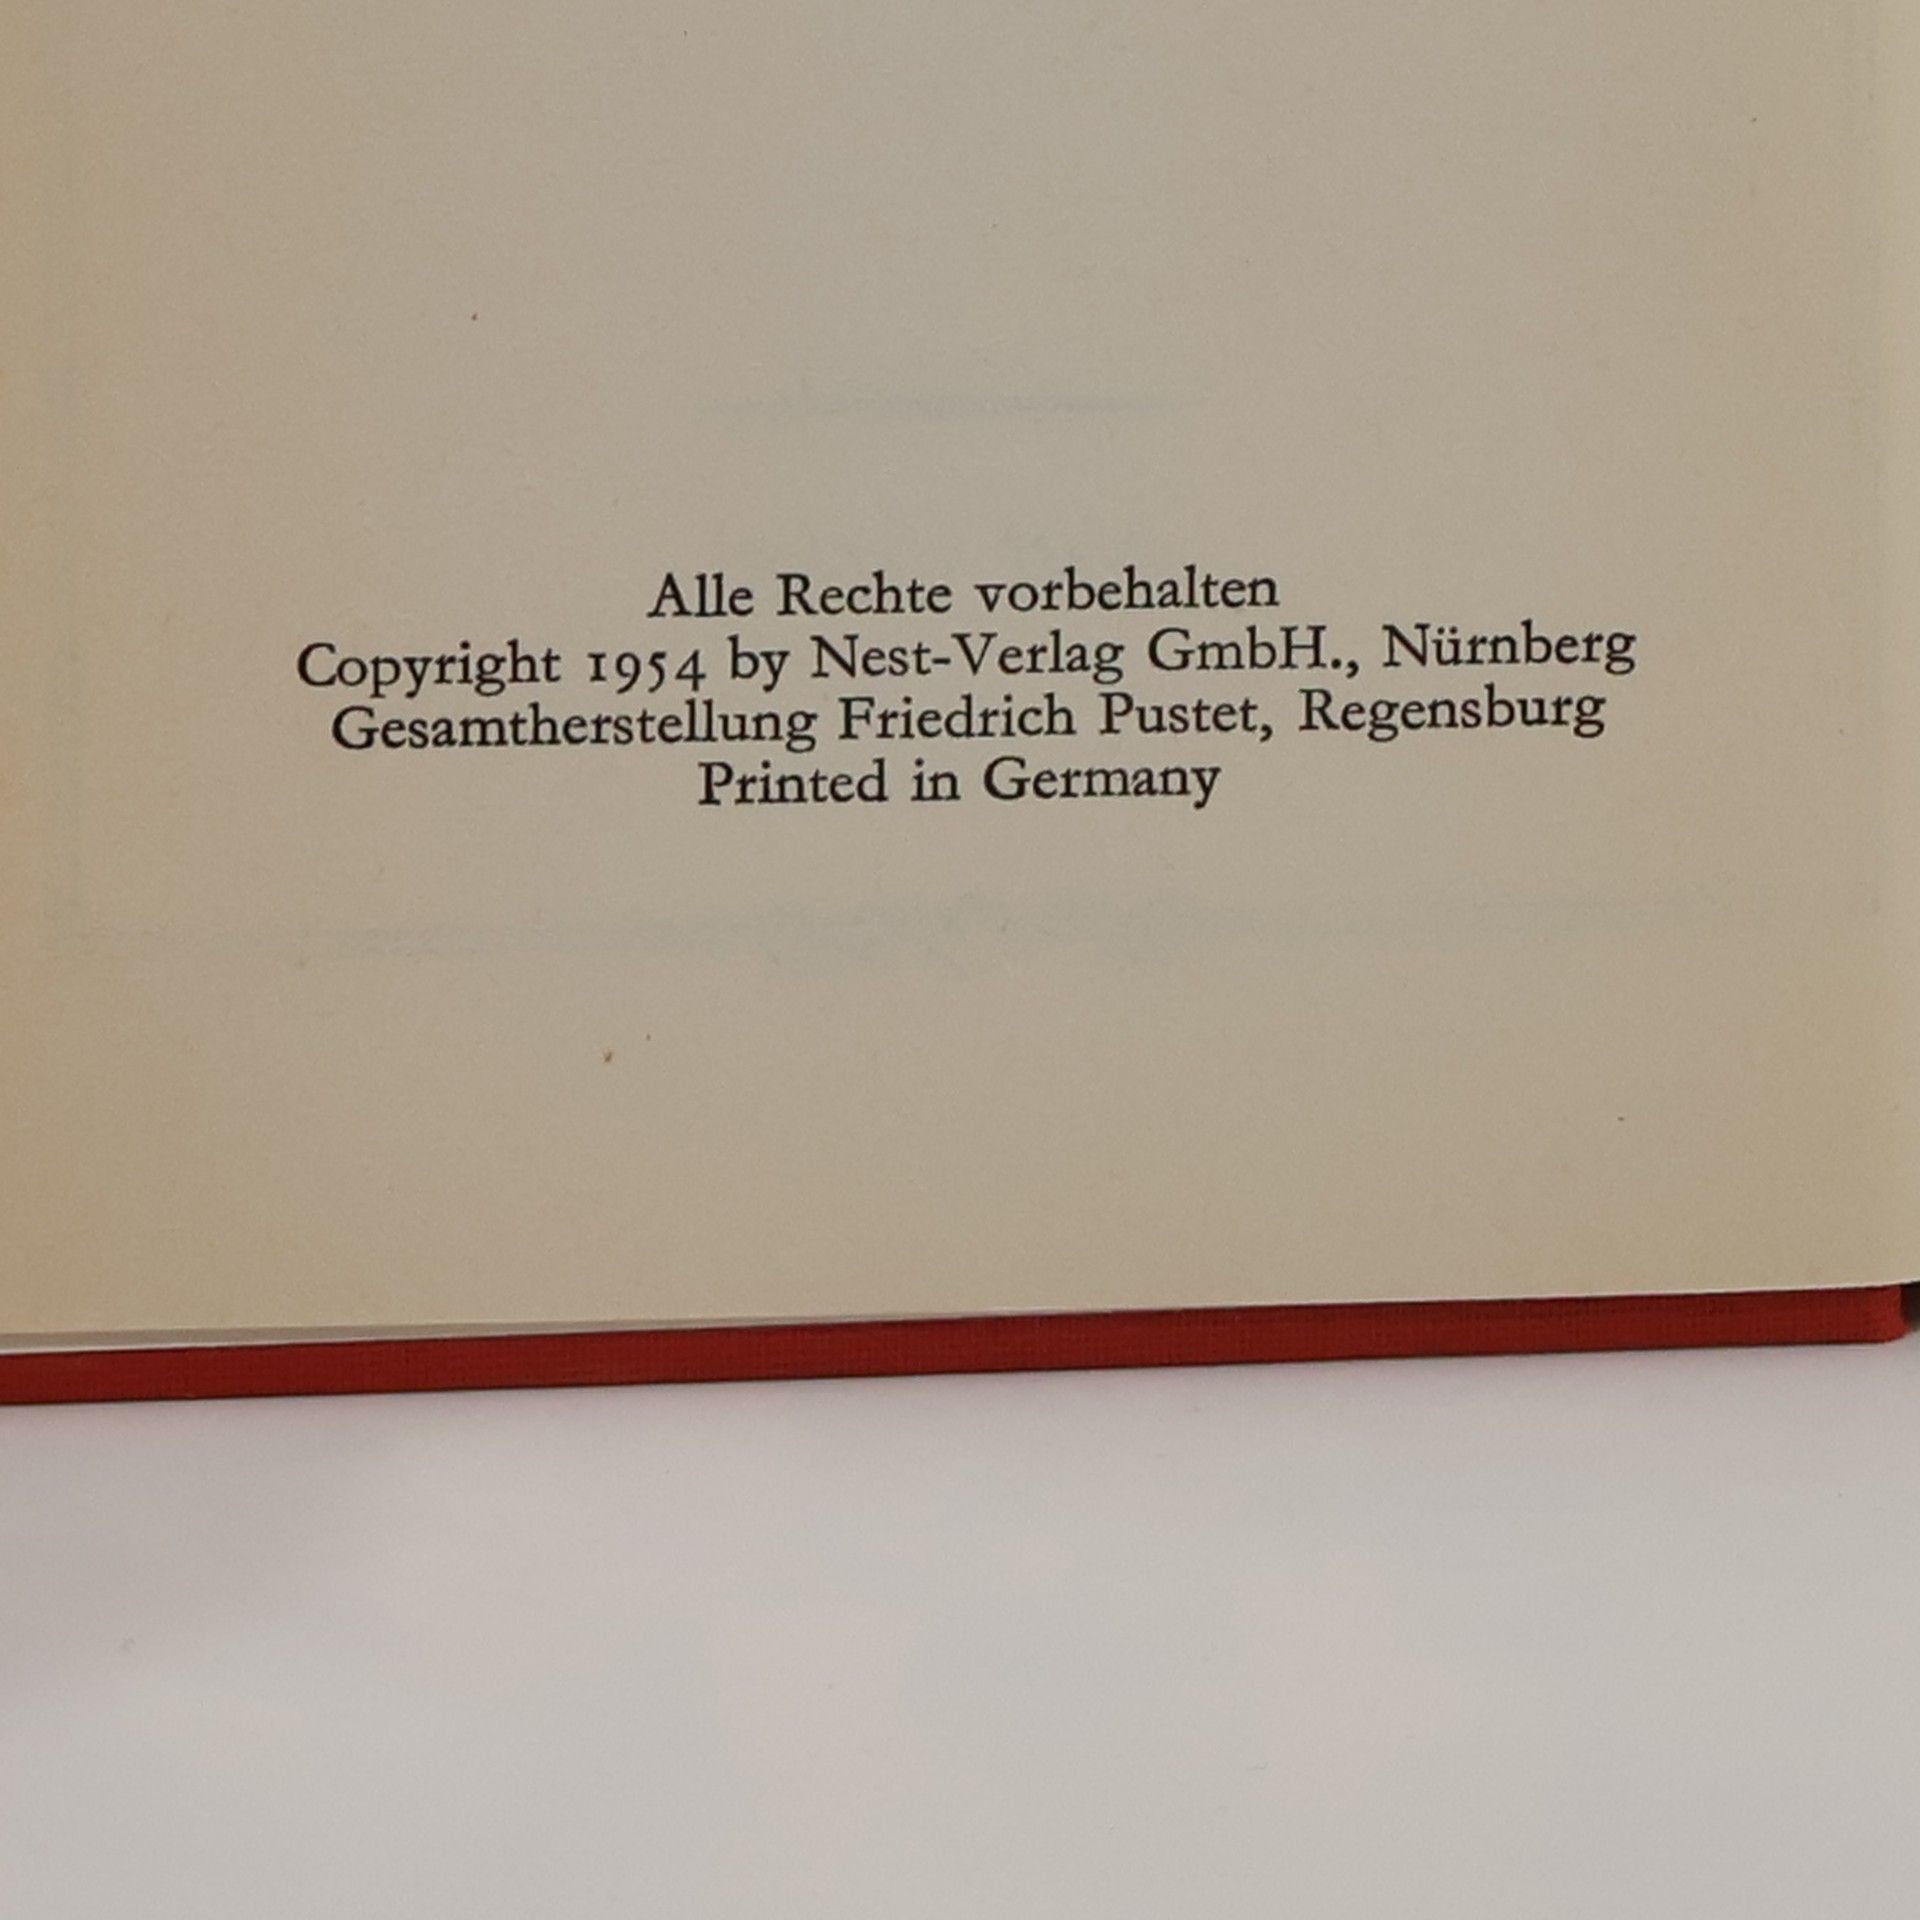 Alle Rechte vorbehalten
Copyright 1954 by Nest-Verlag GmbH., Nürnberg
Gesamtherstellung Friedrich Pustet, Regensburg
Printed in Germany